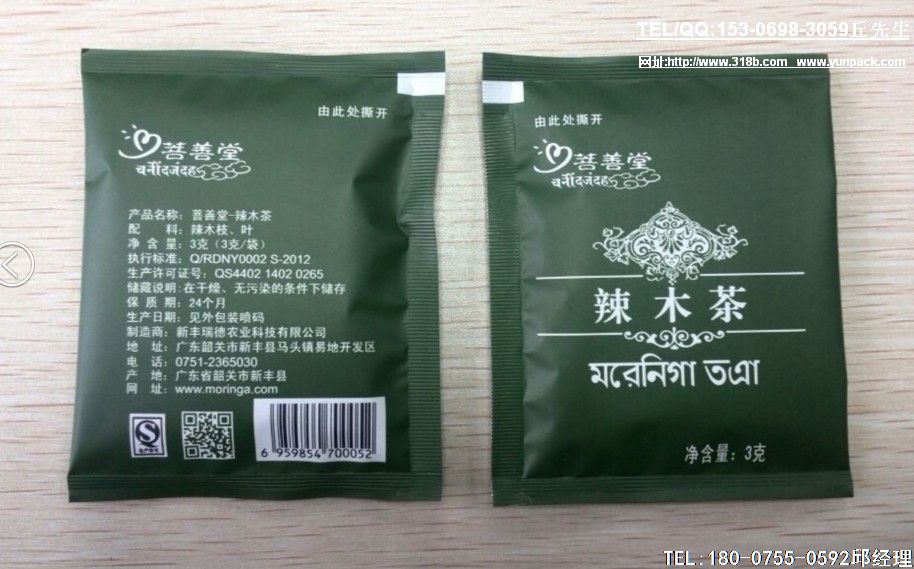 TEL/QQ:153-0698-3059丘先生
网址:http://www.318b.com www.yunpack.com
由此处撕开
菩善堂
产品名称: 菩善堂-辣木茶
配 料: 辣木枝、叶
净 含 量: 3克 (3克/袋)
执行标准: Q/RDNY0002 S-2012
生产许可证号: QS4402 1402 0265
储藏说明: 在干燥、无污染的条件下储存
保 质 期: 24个月
生产日期: 见外包装喷码
制造商: 新丰瑞德农业科技有限公司
地 址: 广东韶关市新丰县马头镇易地开发区
电 话: 0751-2365030
产 地: 广东省韶关市新丰县
网 址: www.moringa.com
6 959854 700052
由此处撕开
菩善堂
辣木茶
মরেনিগা তএা
净含量: 3克
TEL:180-0755-0592邱经理